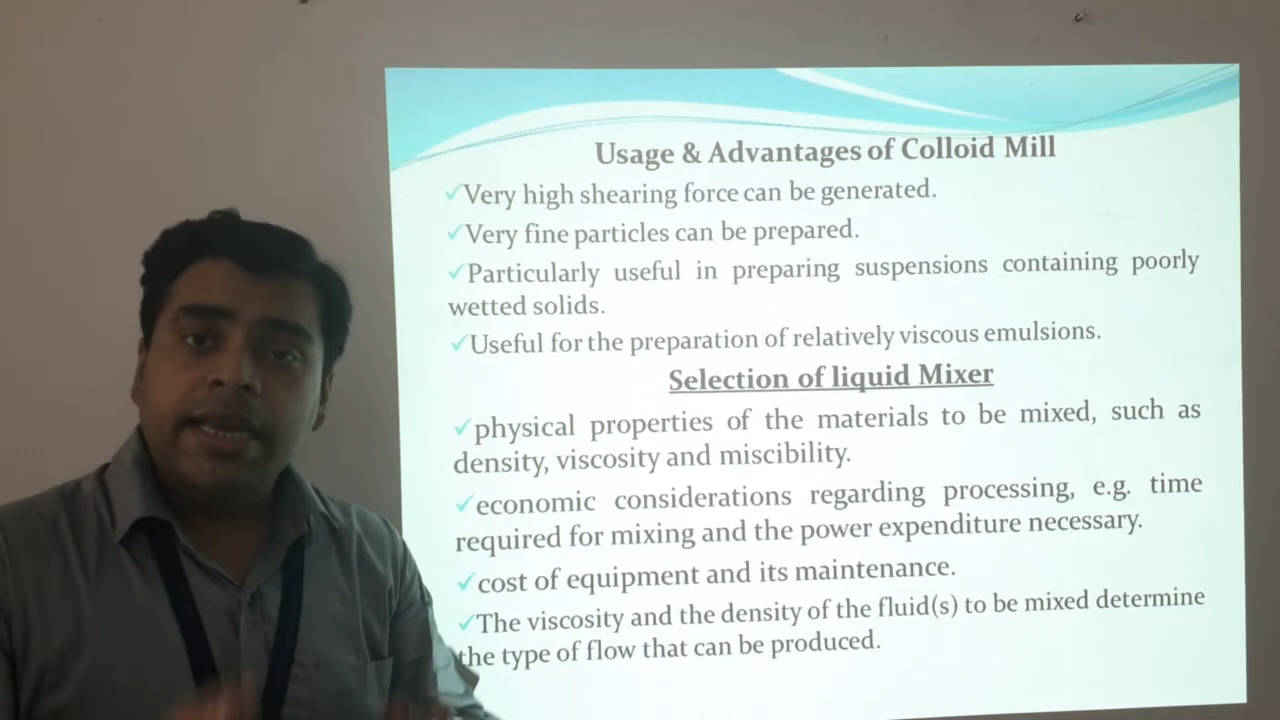 Usage & Advantages of Colloid Mill
✓Very high shearing force can be generated.
✓Very fine particles can be prepared.
✓Particularly useful in preparing suspensions containing poorly
wetted solids.
✓Useful for the preparation of relatively viscous emulsions.
Selection of liquid Mixer
✓physical properties of the materials to be mixed, such as
density, viscosity and miscibility.
✓economic considerations regarding processing, e.g. time
required for mixing and the power expenditure necessary.
✓cost of equipment and its maintenance.
✓The viscosity and the density of the fluid(s) to be mixed determine
the type of flow that can be produced.